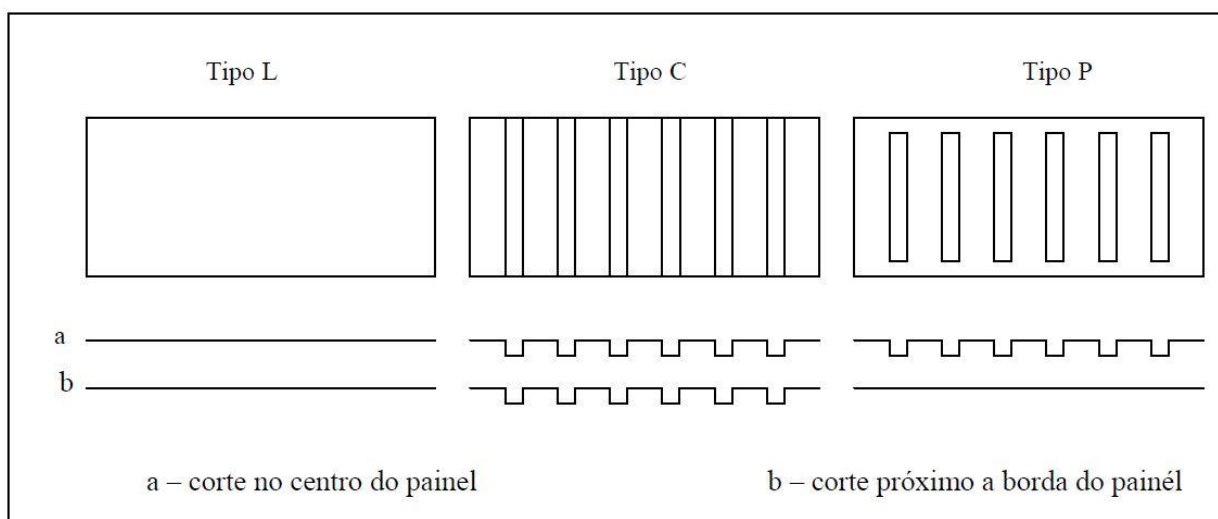 Tipo L Tipo C Tipo P
a
b
a – corte no centro do painel b – corte próximo a borda do painél